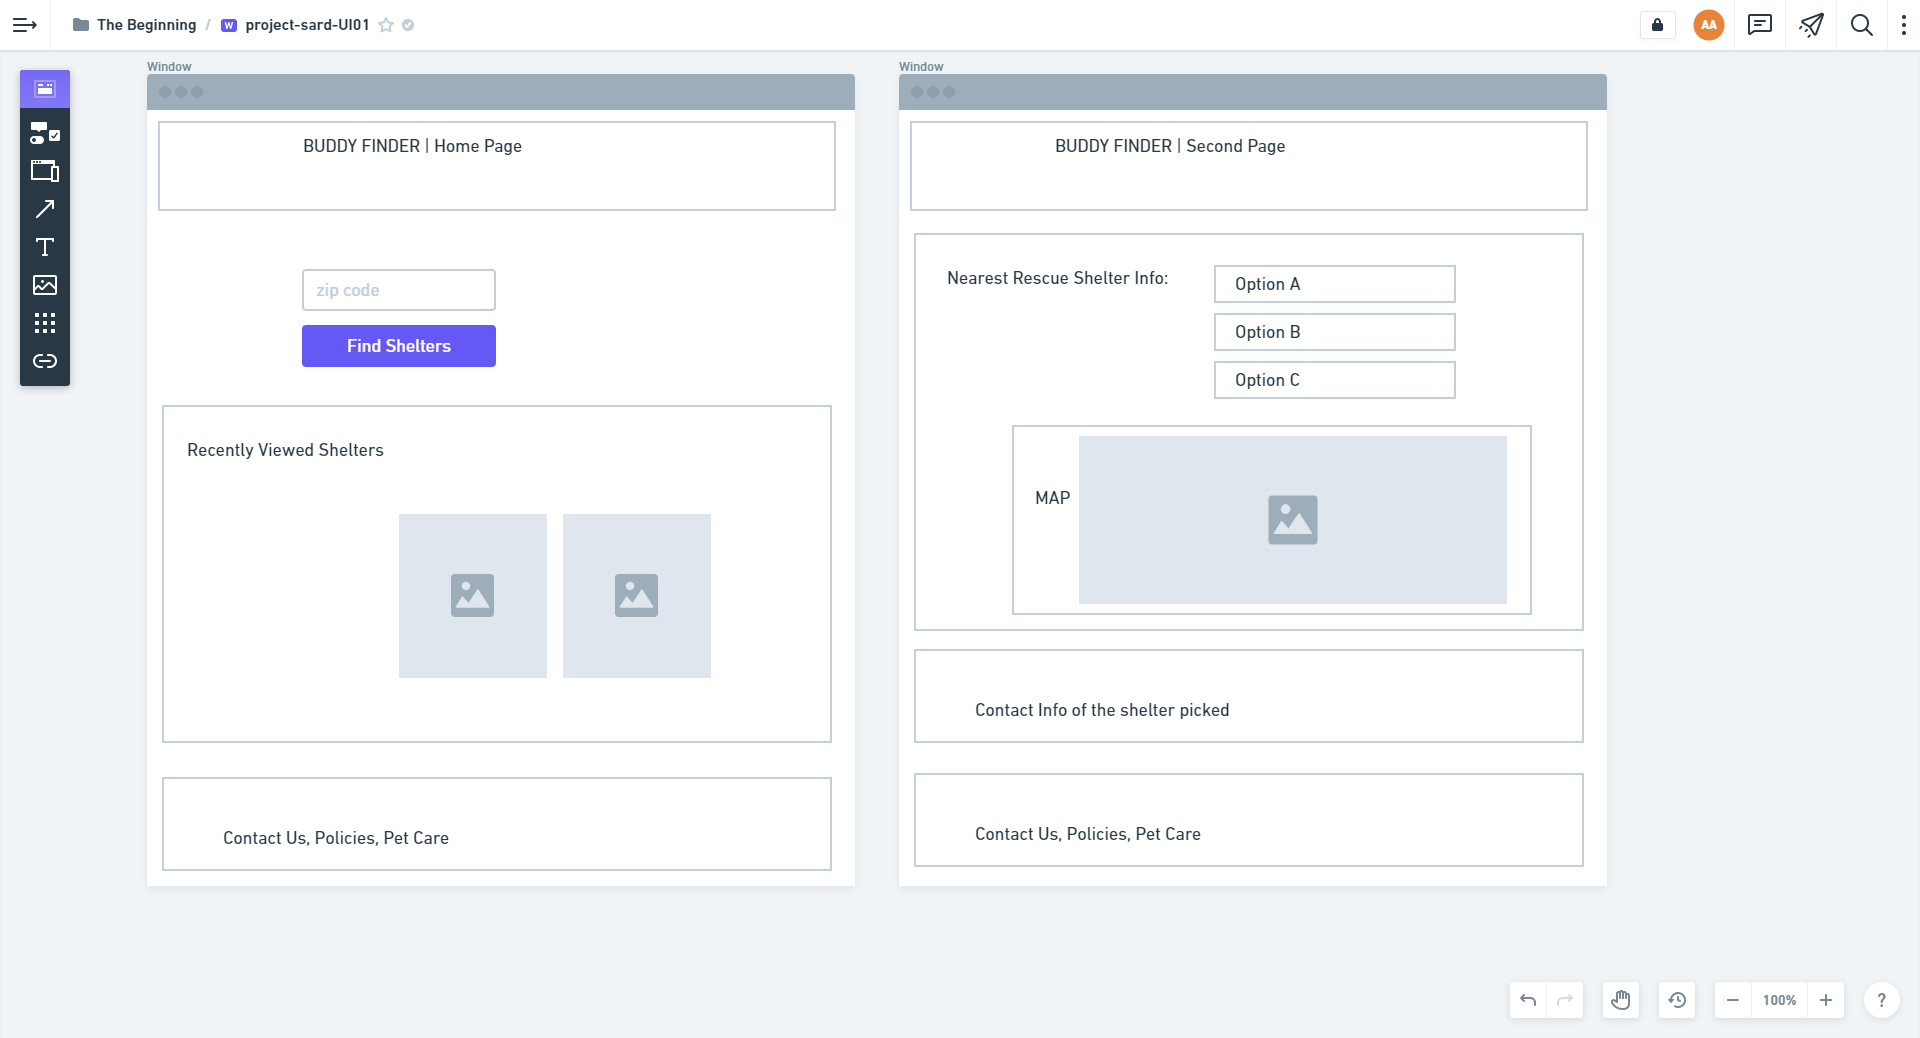 The Beginning / W project-sard-UI01
AA
Window
BUDDY FINDER | Home Page
zip code
Find Shelters
Recently Viewed Shelters
Contact Us, Policies, Pet Care
Window
BUDDY FINDER | Second Page
Nearest Rescue Shelter Info:
Option A
Option B
Option C
MAP
Contact Info of the shelter picked
Contact Us, Policies, Pet Care
100%
?